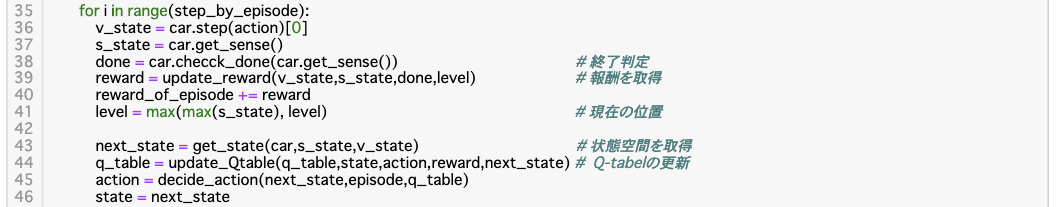 35 for i in range(step_by_episode):
36 v_state = car.step(action)[0]
37 s_state = car.get_sense()
38 done = car.checck_done(car.get_sense()) # 終了判定
39 reward = update_reward(v_state,s_state,done,level) # 報酬を取得
40 reward_of_episode += reward
41 level = max(max(s_state), level) # 現在の位置
42
43 next_state = get_state(car,s_state,v_state) # 状態空間を取得
44 q_table = update_Qtable(q_table,state,action,reward,next_state) # Q-tabelの更新
45 action = decide_action(next_state,episode,q_table)
46 state = next_state